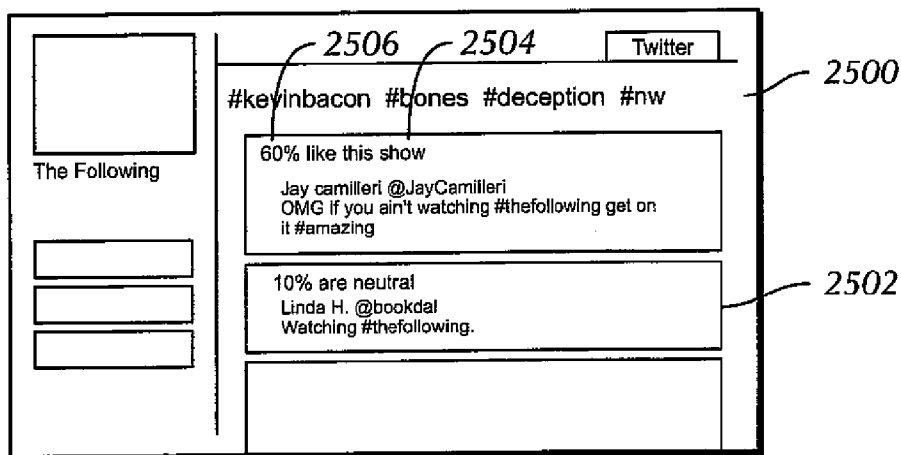 2506
2504
Twitter
2500
#kevinbacon #bones #deception #nw
60% like this show
The Following
Jay camilleri @JayCamilleri
OMG if you ain't watching #thefollowing get on
it #amazing
10% are neutral
2502
Linda H. @bookdal
Watching #thefollowing.